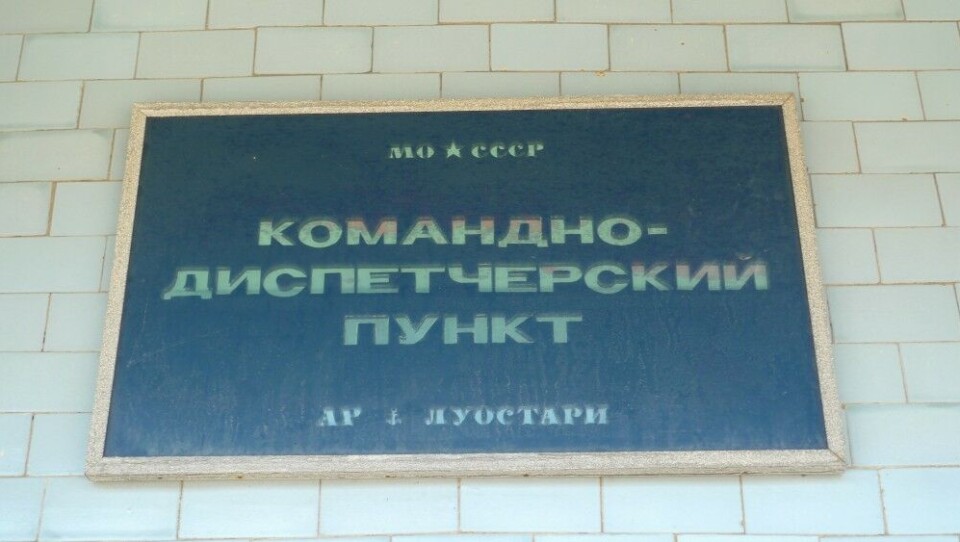 МО ★ СССР
КОМАНДНО-
ДИСПЕТЧЕРСКИЙ
ПУНКТ
АР ⚓ ЛУОСТАРИ